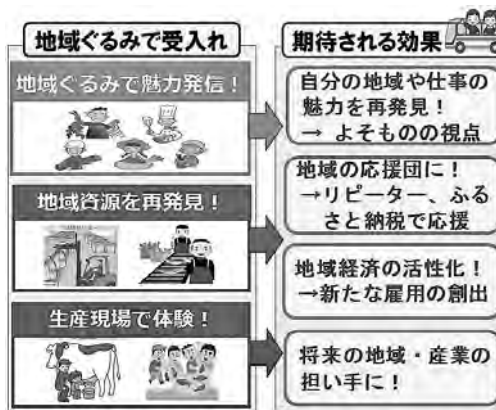 地域ぐるみで受入れ
地域ぐるみで魅力発信！
地域資源を再発見！
生産現場で体験！
期待される効果
自分の地域や仕事の
魅力を再発見！
→ よそものの視点
地域の応援団に！
→リピーター、ふる
さと納税で応援
地域経済の活性化！
→新たな雇用の創出
将来の地域・産業の
担い手に！